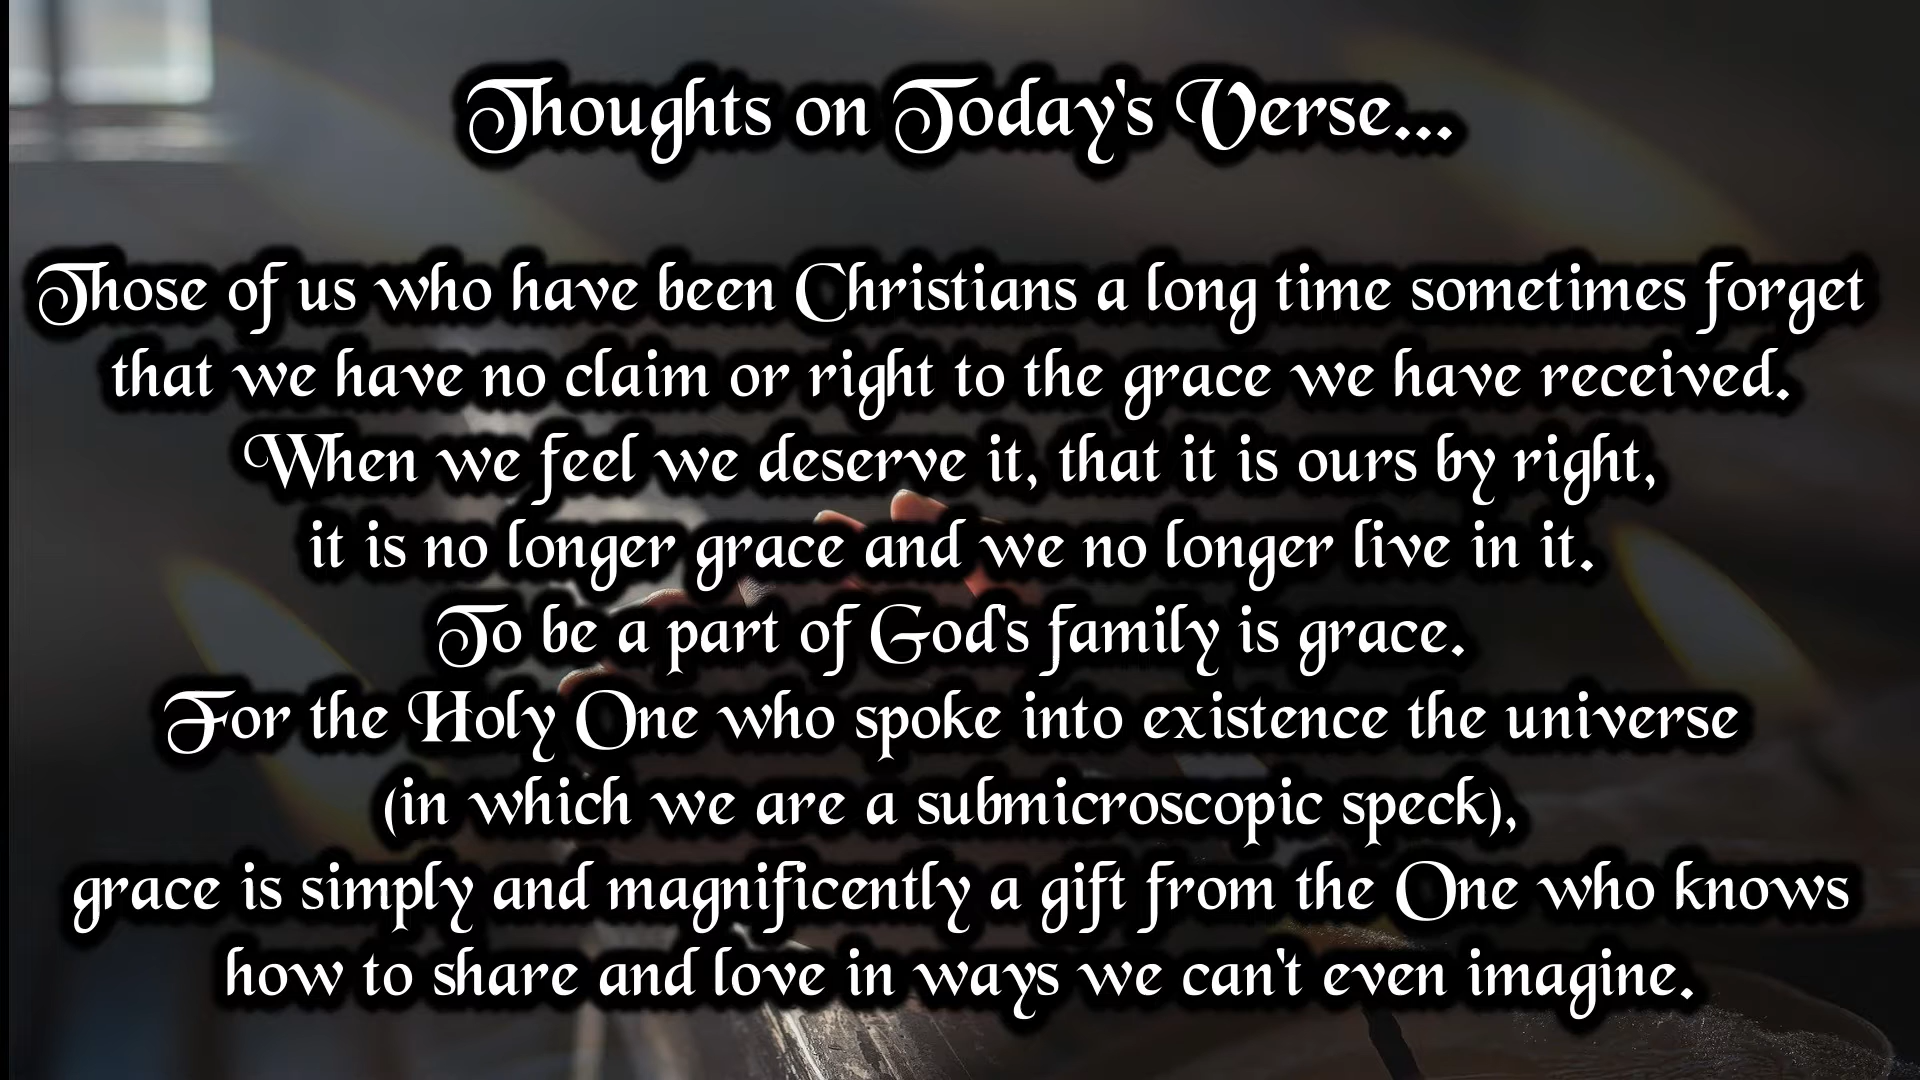 Thoughts on Today's Verse...
Those of us who have been Christians a long time sometimes forget
that we have no claim or right to the grace we have received.
When we feel we deserve it, that it is ours by right,
it is no longer grace and we no longer live in it.
To be a part of God's family is grace.
For the Holy One who spoke into existence the universe
(in which we are a submicroscopic speck),
grace is simply and magnificently a gift from the One who knows
how to share and love in ways we can't even imagine.